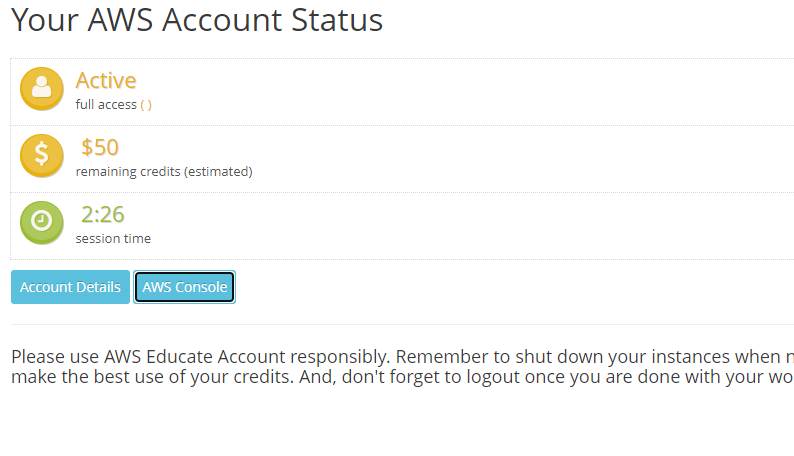 Your AWS Account Status
Active
full access ( )
$
$50
remaining credits (estimated)
2:26
session time
Account Details
AWS Console
Please use AWS Educate Account responsibly. Remember to shut down your instances when
make the best use of your credits. And, don't forget to logout once you are done with your